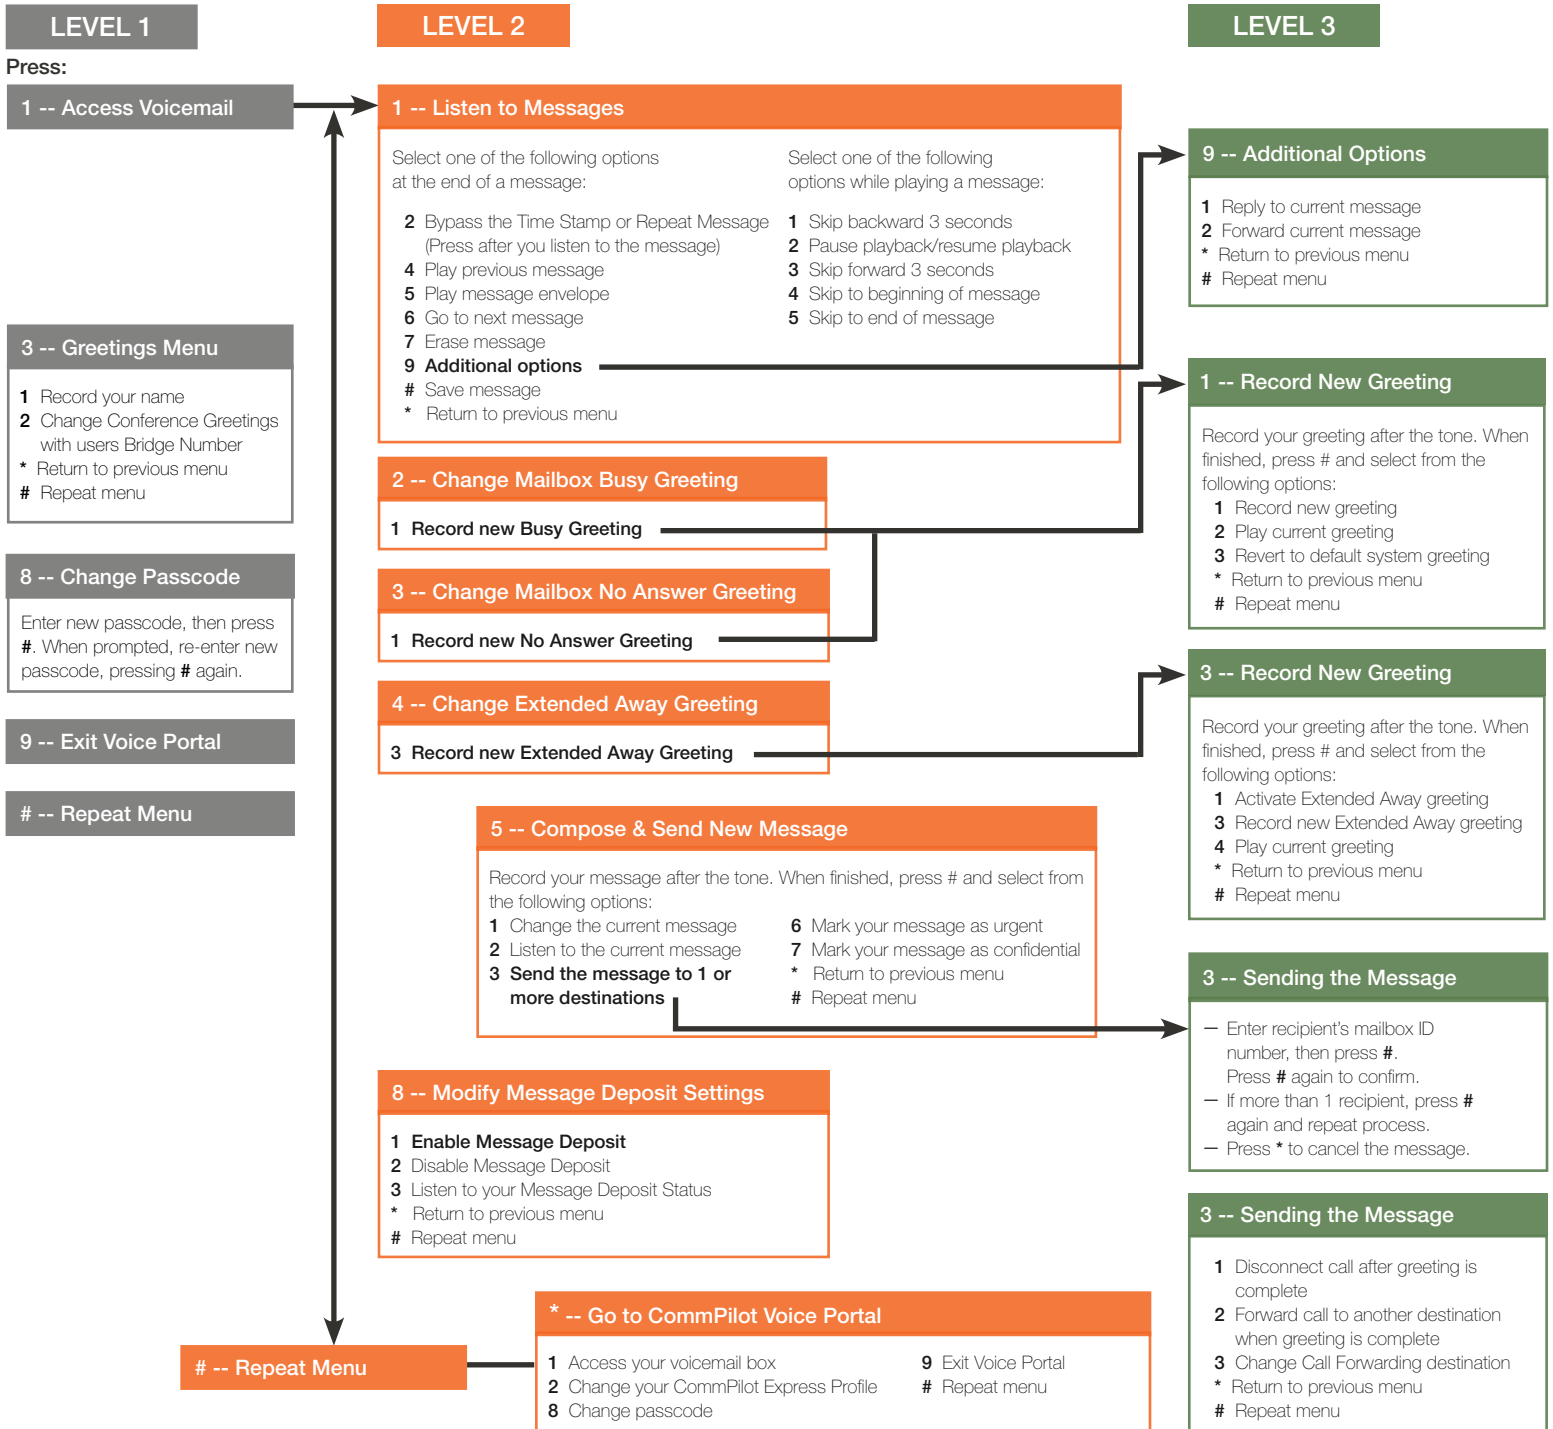 LEVEL 1
Press:
1 -- Access Voicemail
3 -- Greetings Menu
1 Record your name
2 Change Conference Greetings
with users Bridge Number
* Return to previous menu
# Repeat menu
8 -- Change Passcode
Enter new passcode, then press
#. When prompted, re-enter new
passcode, pressing # again.
9 -- Exit Voice Portal
# -- Repeat Menu
LEVEL 2
1 -- Listen to Messages
Select one of the following options
at the end of a message:
2 Bypass the Time Stamp or Repeat Message
(Press after you listen to the message)
4 Play previous message
5 Play message envelope
6 Go to next message
7 Erase message
9 Additional options
# Save message
* Return to previous menu
Select one of the following
options while playing a message:
1 Skip backward 3 seconds
2 Pause playback/resume playback
3 Skip forward 3 seconds
4 Skip to beginning of message
5 Skip to end of message
2 -- Change Mailbox Busy Greeting
1 Record new Busy Greeting
3 -- Change Mailbox No Answer Greeting
1 Record new No Answer Greeting
4 -- Change Extended Away Greeting
3 Record new Extended Away Greeting
5 -- Compose & Send New Message
Record your message after the tone. When finished, press # and select from
the following options:
1 Change the current message
2 Listen to the current message
3 Send the message to 1 or
more destinations
6 Mark your message as urgent
7 Mark your message as confidential
* Return to previous menu
# Repeat menu
8 -- Modify Message Deposit Settings
1 Enable Message Deposit
2 Disable Message Deposit
3 Listen to your Message Deposit Status
* Return to previous menu
# Repeat menu
# -- Repeat Menu
* -- Go to CommPilot Voice Portal
1 Access your voicemail box
2 Change your CommPilot Express Profile
8 Change passcode
9 Exit Voice Portal
# Repeat menu
LEVEL 3
9 -- Additional Options
1 Reply to current message
2 Forward current message
* Return to previous menu
# Repeat menu
1 -- Record New Greeting
Record your greeting after the tone. When
finished, press # and select from the
following options:
1 Record new greeting
2 Play current greeting
3 Revert to default system greeting
* Return to previous menu
# Repeat menu
3 -- Record New Greeting
Record your greeting after the tone. When
finished, press # and select from the
following options:
1 Activate Extended Away greeting
3 Record new Extended Away greeting
4 Play current greeting
* Return to previous menu
# Repeat menu
3 -- Sending the Message
— Enter recipient’s mailbox ID
number, then press #.
Press # again to confirm.
— If more than 1 recipient, press #
again and repeat process.
— Press * to cancel the message.
3 -- Sending the Message
1 Disconnect call after greeting is
complete
2 Forward call to another destination
when greeting is complete
3 Change Call Forwarding destination
* Return to previous menu
# Repeat menu